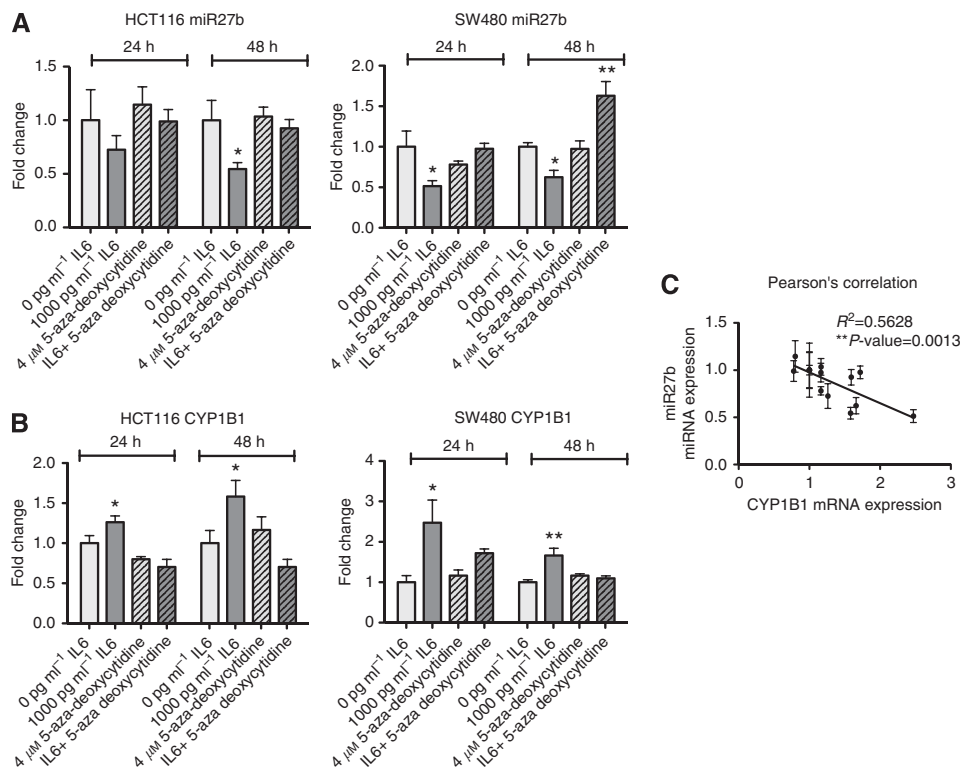 A
HCT116 miR27b
24 h
48 h
Fold change
1.5
1.0
0.5
0.0
*
0 pg ml⁻¹ IL6
1000 pg ml⁻¹ IL6
4 μM 5-aza-deoxycytidine
IL6+ 5-aza deoxycytidine
0 pg ml⁻¹ IL6
1000 pg ml⁻¹ IL6
4 μM 5-aza-deoxycytidine
IL6+ 5-aza deoxycytidine
SW480 miR27b
24 h
48 h
Fold change
2.0
1.5
1.0
0.5
0.0
*
*
**
0 pg ml⁻¹ IL6
1000 pg ml⁻¹ IL6
4 μM 5-aza-deoxycytidine
IL6+ 5-aza deoxycytidine
0 pg ml⁻¹ IL6
1000 pg ml⁻¹ IL6
4 μM 5-aza-deoxycytidine
IL6+ 5-aza deoxycytidine
B
HCT116 CYP1B1
24 h
48 h
Fold change
2.0
1.5
1.0
0.5
0.0
*
*
0 pg ml⁻¹ IL6
1000 pg ml⁻¹ IL6
4 μM 5-aza-deoxycytidine
IL6+ 5-aza deoxycytidine
0 pg ml⁻¹ IL6
1000 pg ml⁻¹ IL6
4 μM 5-aza-deoxycytidine
IL6+ 5-aza deoxycytidine
SW480 CYP1B1
24 h
48 h
Fold change
4
3
2
1
0
*
**
0 pg ml⁻¹ IL6
1000 pg ml⁻¹ IL6
4 μM 5-aza-deoxycytidine
IL6+ 5-aza deoxycytidine
0 pg ml⁻¹ IL6
1000 pg ml⁻¹ IL6
4 μM 5-aza-deoxycytidine
IL6+ 5-aza deoxycytidine
C
Pearson's correlation
R²=0.5628
**P-value=0.0013
miR27b
miRNA expression
1.5
1.0
0.5
0.0
0
1
2
3
CYP1B1 mRNA expression